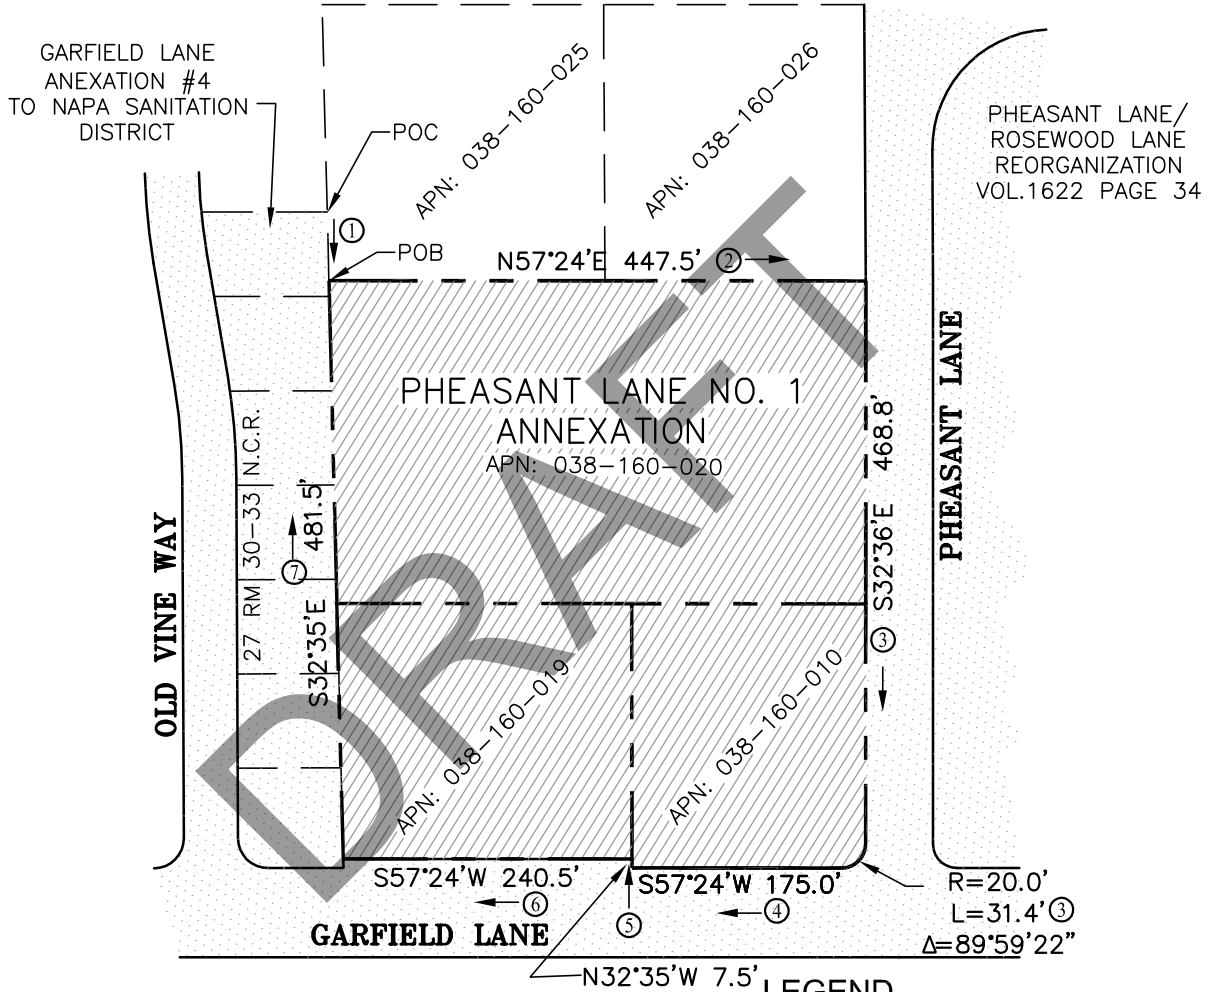 GARFIELD LANE
ANEXATION #4
TO NAPA SANITATION
DISTRICT
POC
APN: 038-160-025
APN: 038-160-026
PHEASANT LANE/
ROSEWOOD LANE
REORGANIZATION
VOL.1622 PAGE 34
1
POB
N57°24'E 447.5' 2
PHEASANT LANE NO. 1
ANNEXATION
APN: 038-160-020
DRAFT
S32°36'E 468.8'
3
PHEASANT LANE
OLD VINE WAY
27 RM 30-33 N.C.R.
7
S32°35'E 481.5'
APN: 038-160-019
APN: 038-160-010
S57°24'W 240.5'
6
S57°24'W 175.0'
4
5
R=20.0'
L=31.4' 3
Δ=89°59'22"
GARFIELD LANE
N32°35'W 7.5'
LEGEND